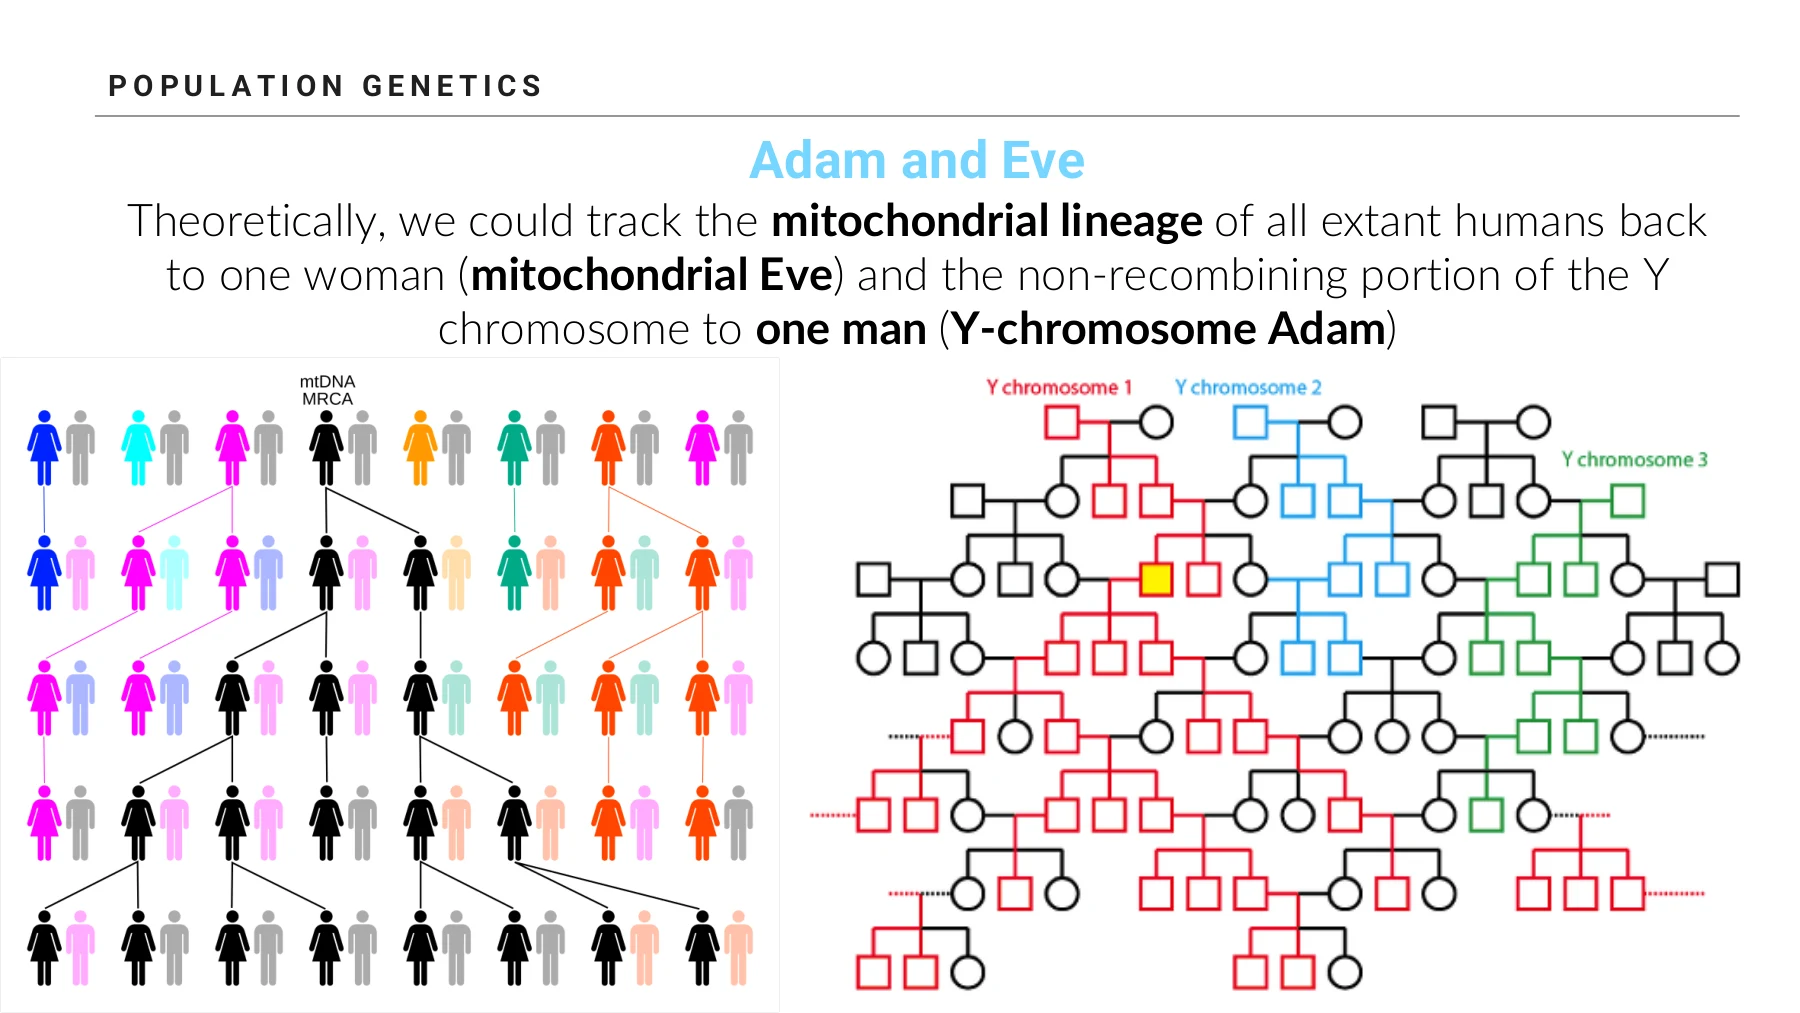 POPULATION GENETICS
Adam and Eve
Theoretically, we could track the mitochondrial lineage of all extant humans back
to one woman (mitochondrial Eve) and the non-recombining portion of the Y
chromosome to one man (Y-chromosome Adam)
mtDNA
MRCA
Y chromosome 1
Y chromosome 2
Y chromosome 3